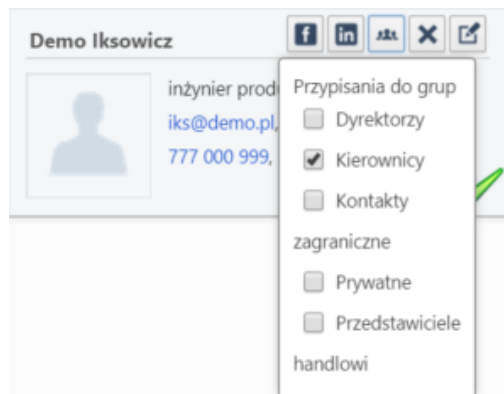 Demo Iksowicz
inżynier prod
iks@demo.pl,
777 000 999,
Przypisania do grup
Dyrektorzy
Kierownicy
Kontakty
zagraniczne
Prywatne
Przedstawiciele
handlowi